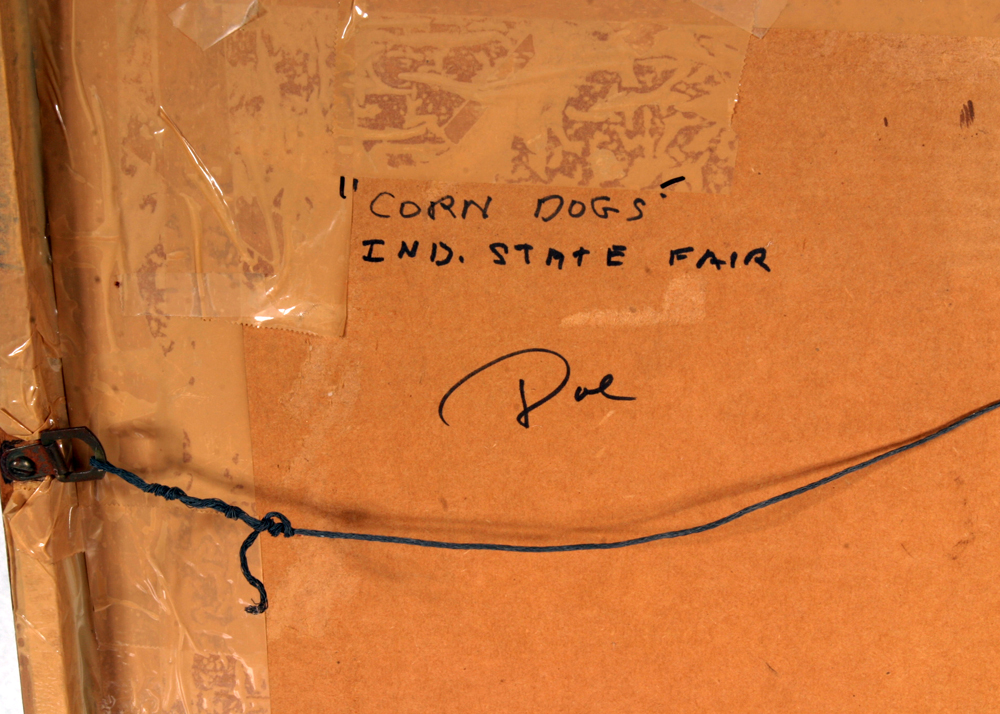 "CORN DOGS"
IND. STATE FAIR